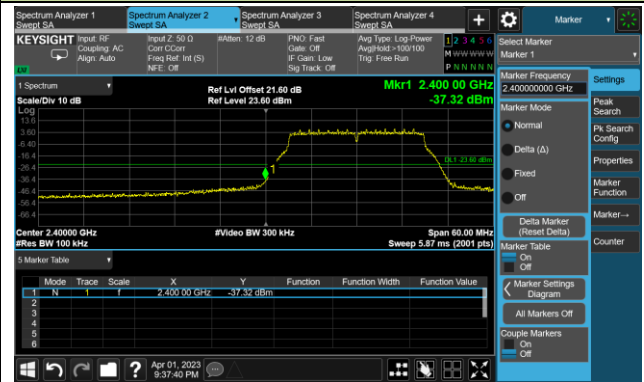 Spectrum Analyzer 1
Swept SA
Spectrum Analyzer 2
Swept SA
Spectrum Analyzer 3
Swept SA
Spectrum Analyzer 4
Swept SA
+
Marker
KEYSIGHT
Input: RF
Coupling: AC
Align: Auto
Input Z: 50 Ω
Corr CCorr
Freq Ref: Int (S)
NFE: Off
#Atten: 12 dB
PNO: Fast
Gate: Off
IF Gain: Low
Sig Track: Off
Avg Type: Log-Power
Avg|Hold >100/100
Trig: Free Run
1 2 3 4 5 6
M W W W W W
P N N N N N
Select Marker
Marker 1
1 Spectrum
Scale/Div 10 dB
Log
Ref Lvl Offset 21.60 dB
Ref Level 23.60 dBm
Mkr1 2.400 00 GHz
-37.32 dBm
13.6
3.60
-6.40
-16.4
-26.4
-36.4
-46.4
-56.4
-66.4
DL1 -23.60 dBm
1
Center 2.40000 GHz
#Res BW 100 kHz
#Video BW 300 kHz
Span 60.00 MHz
Sweep 5.87 ms (2001 pts)
5 Marker Table
Mode Trace Scale X Y Function Function Width Function Value
1 N 1 f 2.400 00 GHz -37.32 dBm
2
3
4
5
6
Marker Frequency
2.400000000 GHz
Marker Mode
Normal
Delta (Δ)
Fixed
Off
Delta Marker
(Reset Delta)
Marker Table
On
Off
Marker Settings
Diagram
All Markers Off
Couple Markers
On
Off
Settings
Peak
Search
Pk Search
Config
Properties
Marker
Function
Marker→
Counter
?
Apr 01, 2023
9:37:40 PM